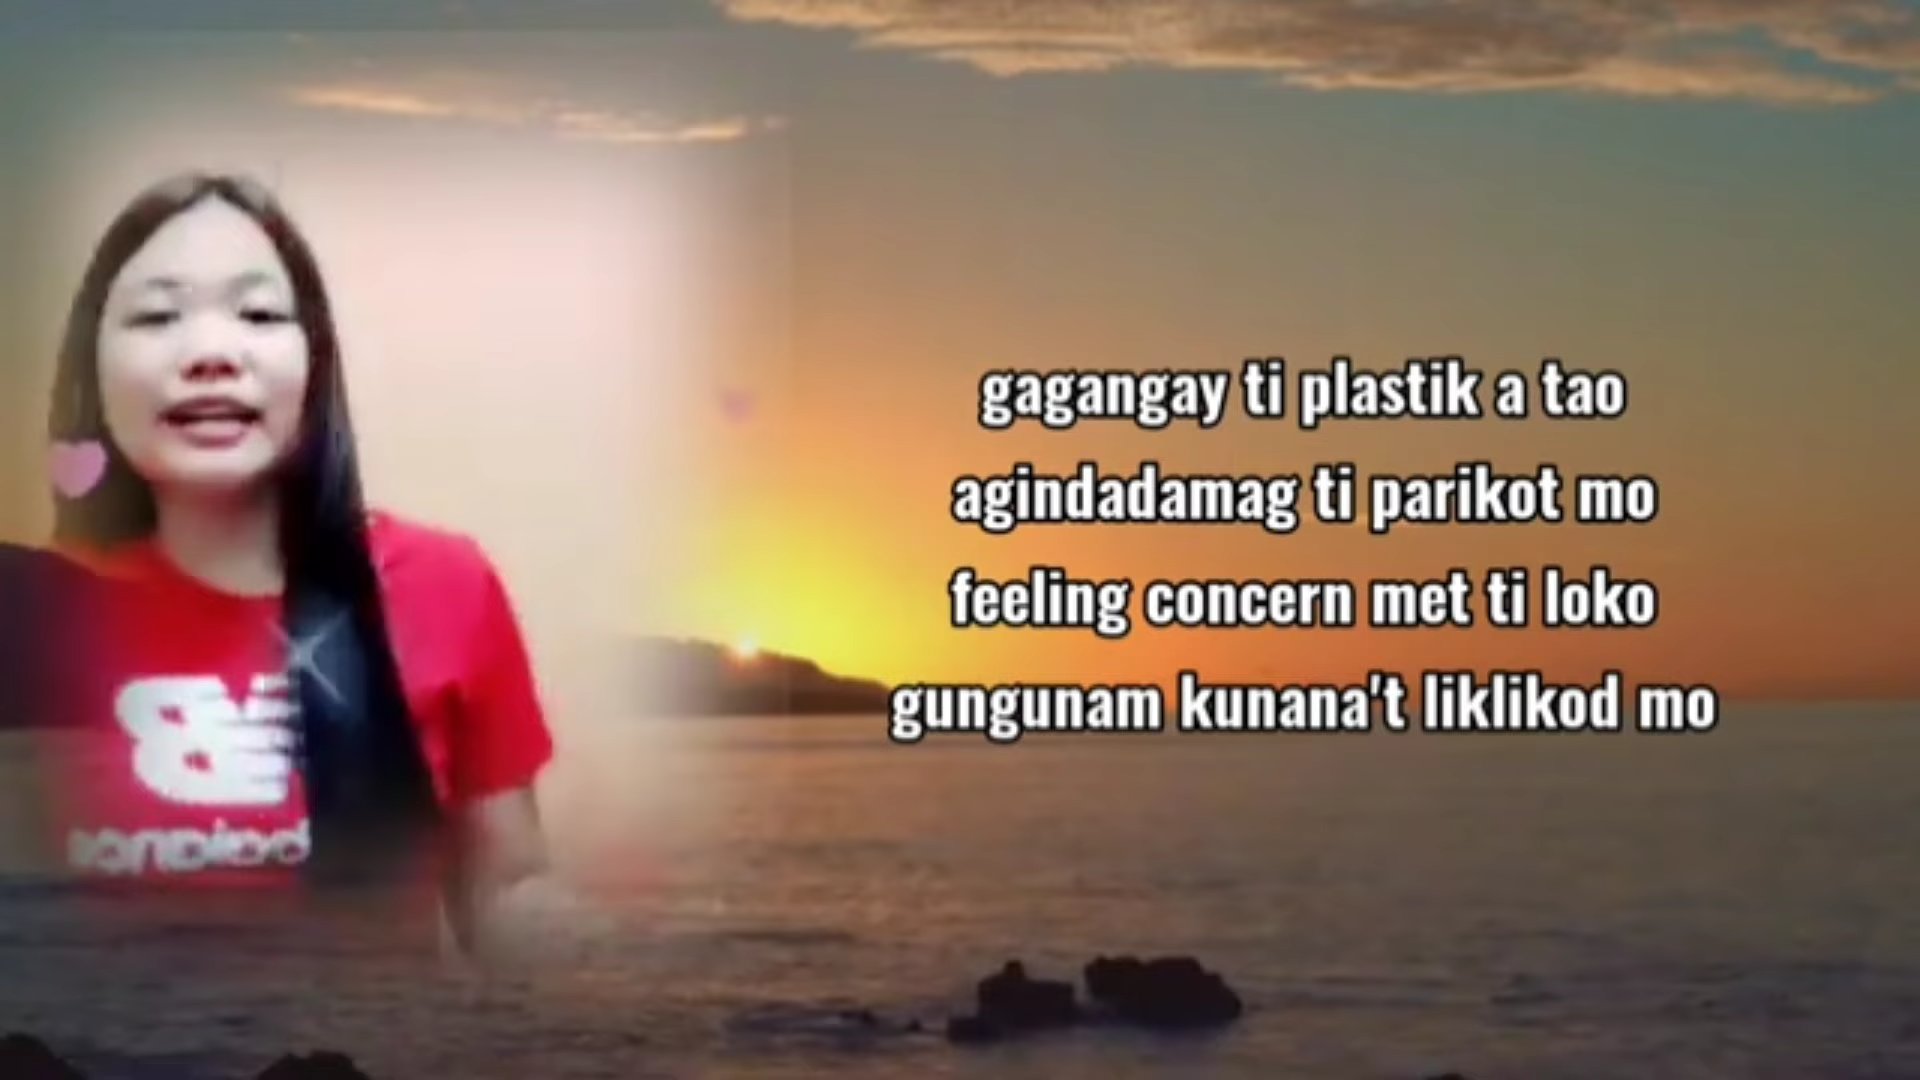 gagangay ti plastik a tao
agindadamag ti parikot mo
feeling concern met ti loko
gungunam kunana't liklikod mo